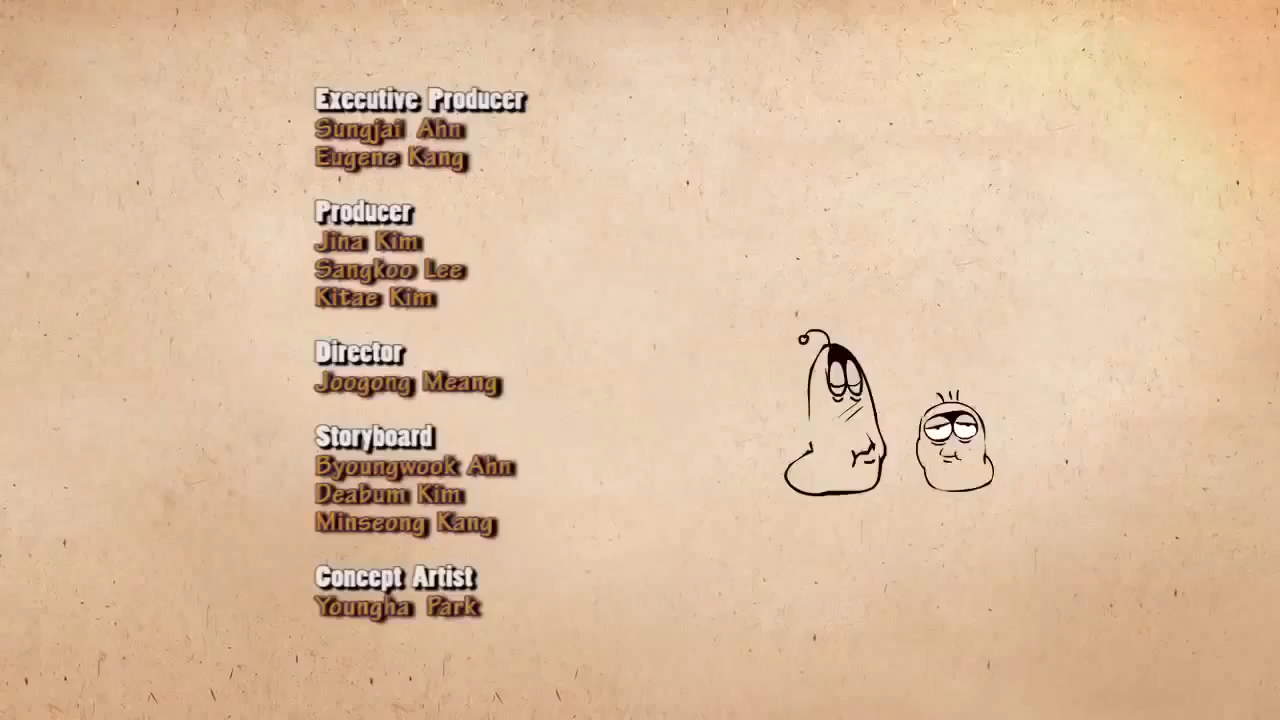 Executive Producer
Sungjai Ahn
Eugene Kang
Producer
Jina Kim
Sangkoo Lee
Kitae Kim
Director
Joogong Meang
Storyboard
Byoungwook Ahn
Deabum Kim
Minseong Kang
Concept Artist
Youngha Park